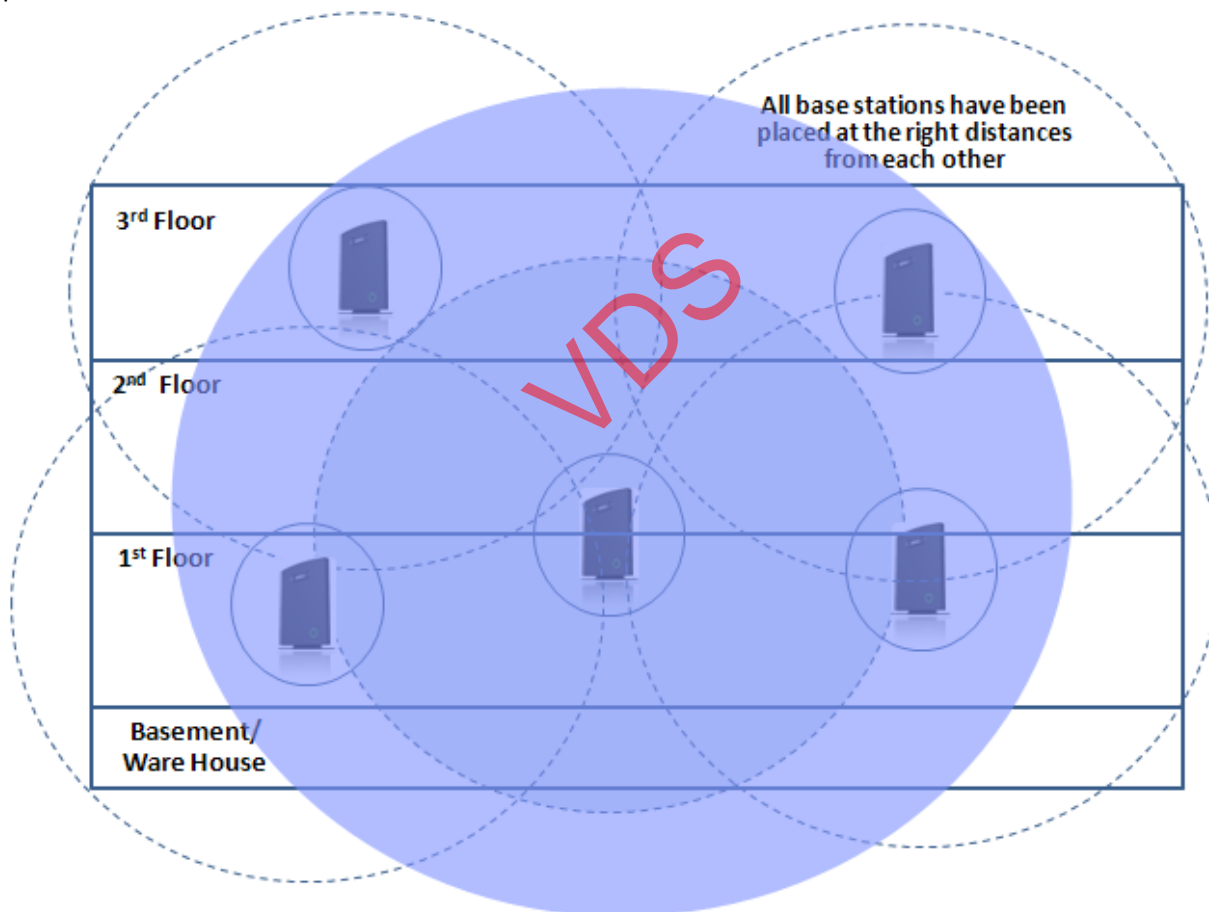 All base stations have been
placed at the right distances
from each other
3rd Floor
VDS
2nd Floor
1st Floor
Basement/
Ware House